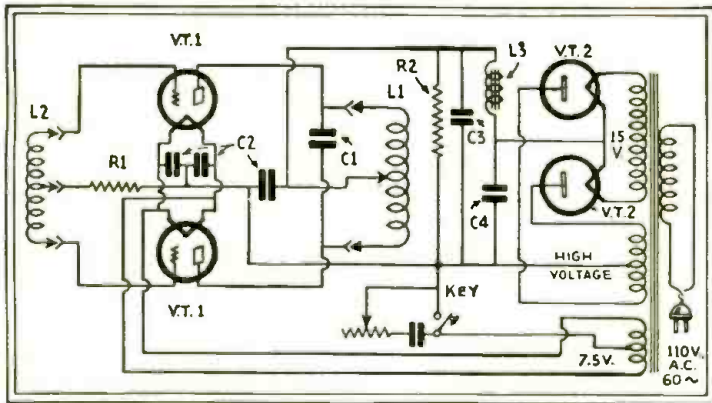 V.T.1
L2
R1
C2
V.T.1
C1
L1
R2
C3
L3
C4
V.T.2
15
V.
V.T.2
HIGH
VOLTAGE
KEY
7.5V.
110V.
A.C.
60~